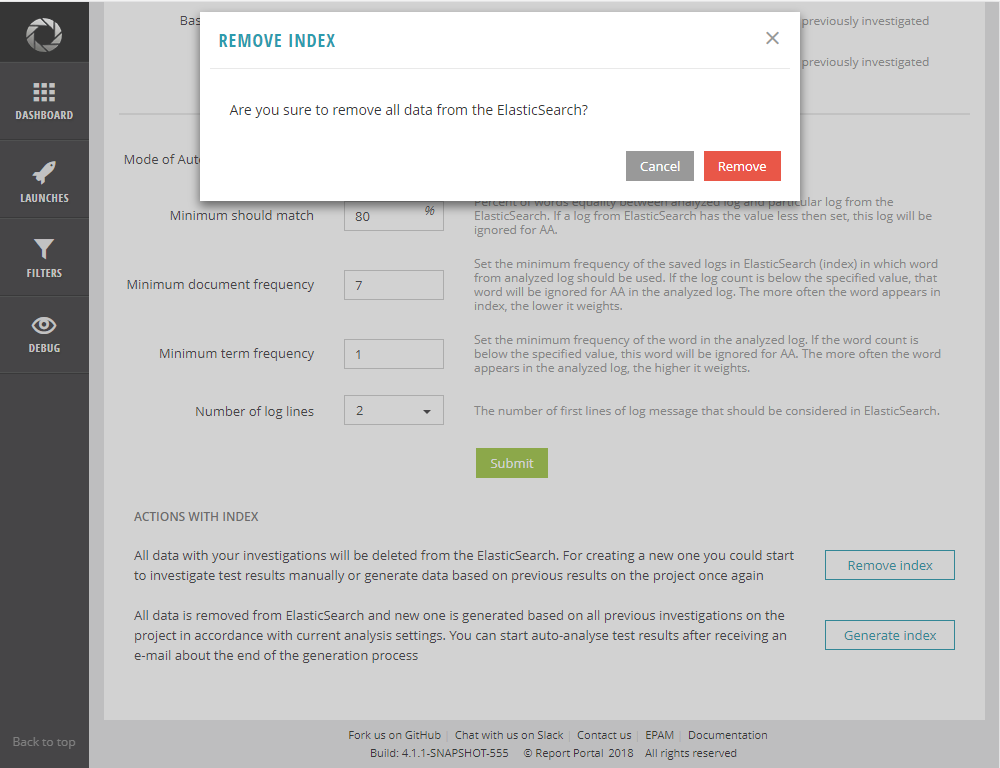 Bas
previously investigated
REMOVE INDEX
previously investigated
Are you sure to remove all data from the ElasticSearch?
Mode of Auto
Cancel
Remove
Minimum should match
80
%
Percent of words equality between analyzed log and particular log from the
ElasticSearch. If a log from ElasticSearch has the value less then set, this log will be
ignored for AA.
Minimum document frequency
7
Set the minimum frequency of the saved logs in ElasticSearch (index) in which word
from analyzed log should be used. If the log count is below the specified value, that
word will be ignored for AA in the analyzed log. The more often the word appears in
index, the lower it weights.
Minimum term frequency
1
Set the minimum frequency of the word in the analyzed log. If the word count is
below the specified value, this word will be ignored for AA. The more often the word
appears in the analyzed log, the higher it weights.
Number of log lines
2
The number of first lines of log message that should be considered in ElasticSearch.
Submit
ACTIONS WITH INDEX
All data with your investigations will be deleted from the ElasticSearch. For creating a new one you could start
to investigate test results manually or generate data based on previous results on the project once again
Remove index
All data is removed from ElasticSearch and new one is generated based on all previous investigations on the
project in accordance with current analysis settings. You can start auto-analyse test results after receiving an
e-mail about the end of the generation process
Generate index
DASHBOARD
LAUNCHES
FILTERS
DEBUG
Back to top
Fork us on GitHub
Chat with us on Slack
Contact us
EPAM
Documentation
Build: 4.1.1-SNAPSHOT-555
© Report Portal 2018
All rights reserved